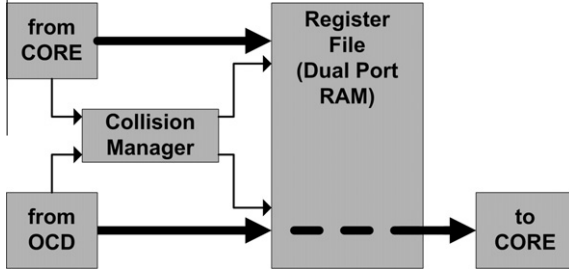 from
CORE
Register
File
(Dual Port
RAM)
Collision
Manager
from
OCD
to
CORE